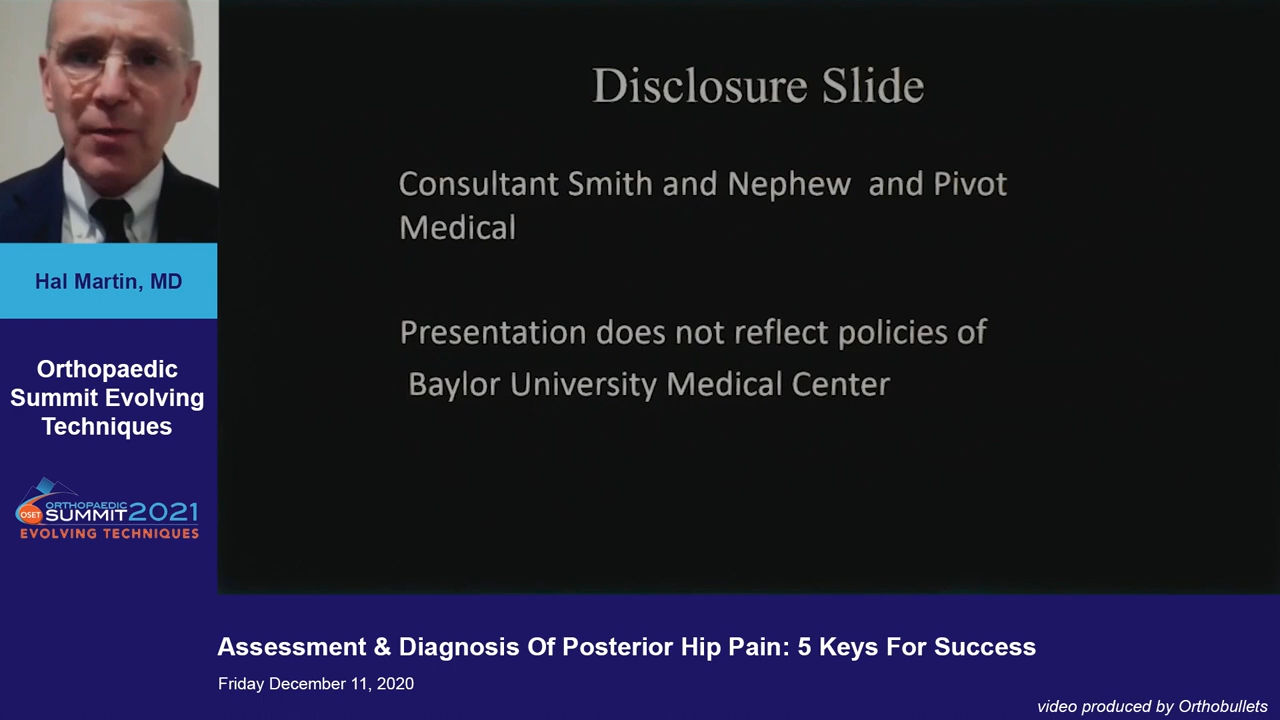 Disclosure Slide
Consultant Smith and Nephew and Pivot
Medical
Presentation does not reflect policies of
Baylor University Medical Center
Hal Martin, MD
Orthopaedic
Summit Evolving
Techniques
OSET
ORTHOPAEDIC
SUMMIT 2021
EVOLVING TECHNIQUES
Assessment & Diagnosis Of Posterior Hip Pain: 5 Keys For Success
Friday December 11, 2020
video produced by Orthobullets